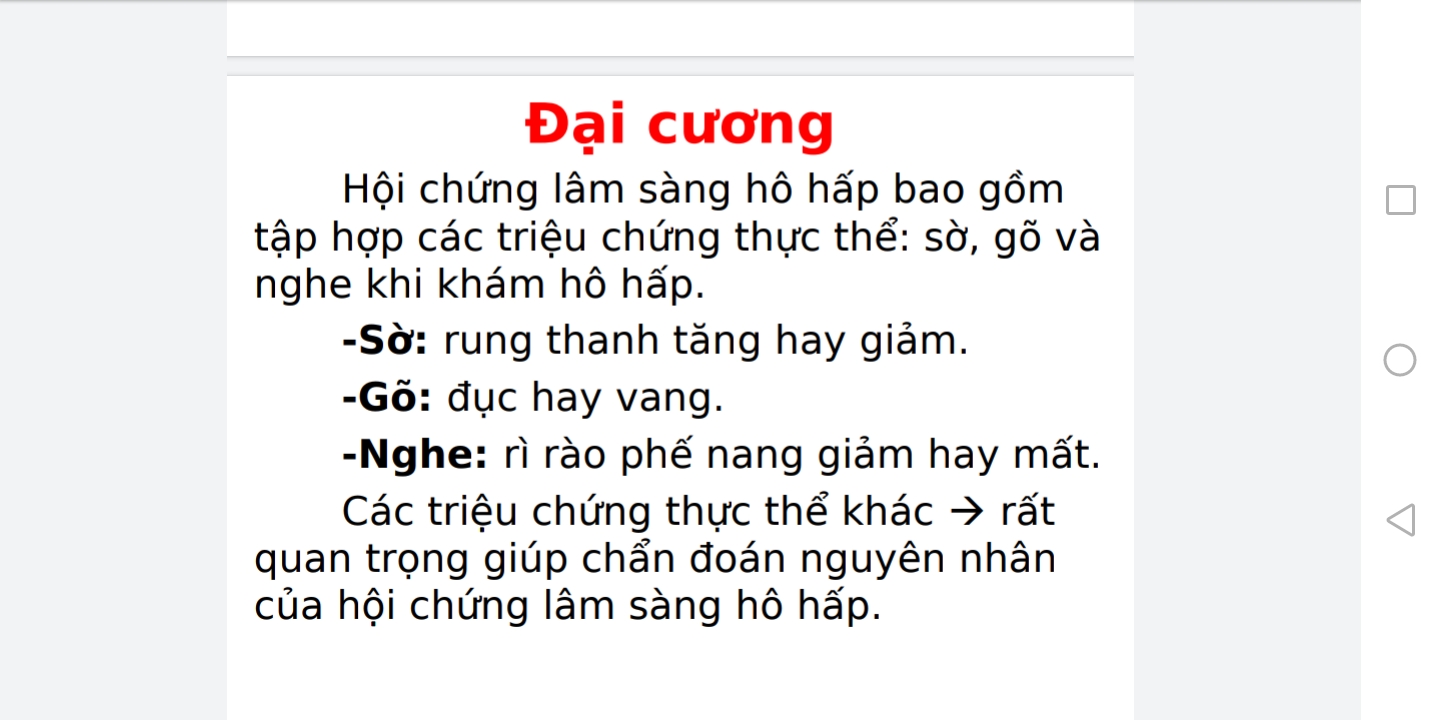 Đại cương
Hội chứng lâm sàng hô hấp bao gồm
tập hợp các triệu chứng thực thể: sờ, gõ và
nghe khi khám hô hấp.
-Sờ: rung thanh tăng hay giảm.
-Gõ: đục hay vang.
-Nghe: rì rào phế nang giảm hay mất.
Các triệu chứng thực thể khác → rất
quan trọng giúp chẩn đoán nguyên nhân
của hội chứng lâm sàng hô hấp.